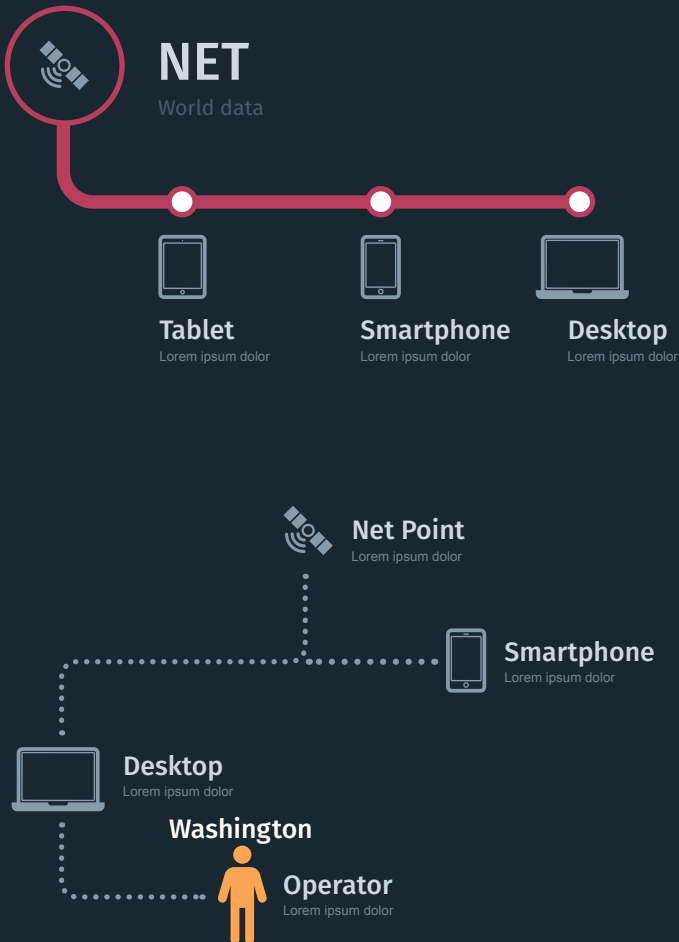 NET
World data
Tablet
Lorem ipsum dolor
Smartphone
Lorem ipsum dolor
Desktop
Lorem ipsum dolor
Net Point
Lorem ipsum dolor
Smartphone
Lorem ipsum dolor
Desktop
Lorem ipsum dolor
Washington
Operator
Lorem ipsum dolor